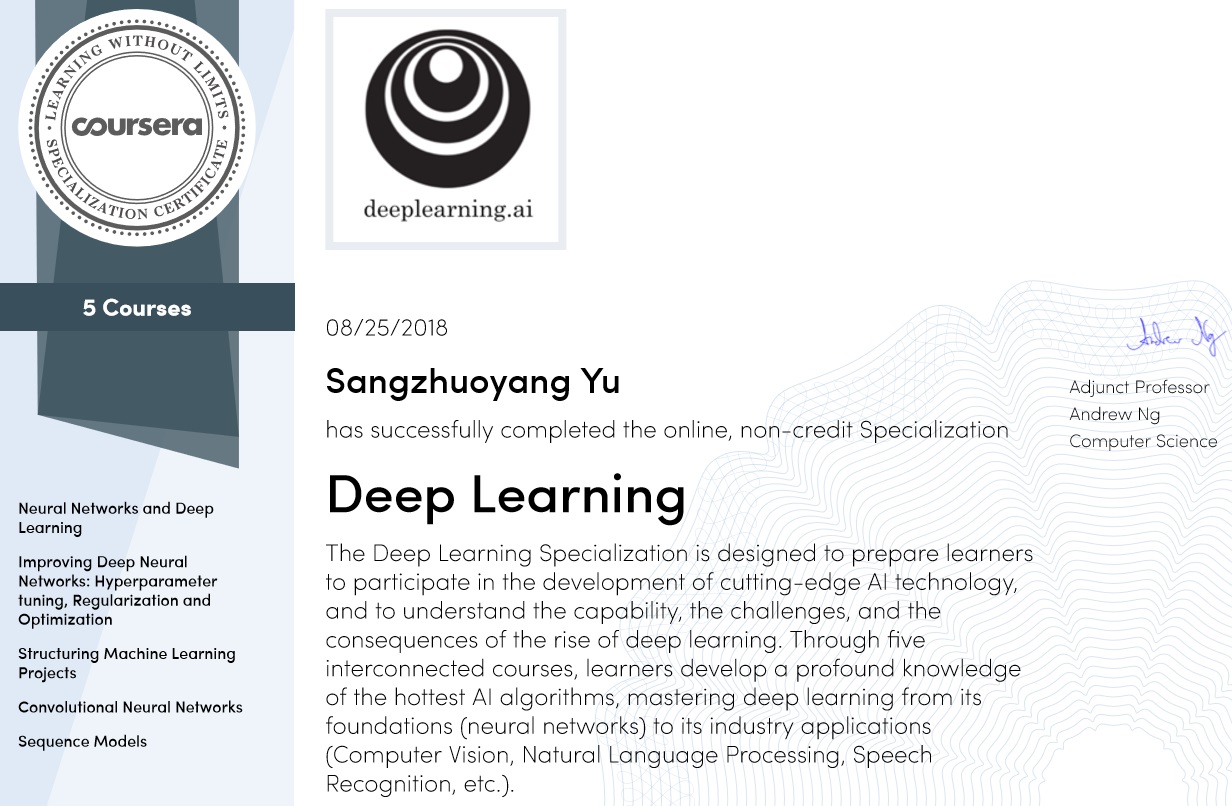 LEARNING WITHOUT LIMITS
coursera
SPECIALIZATION CERTIFICATE
5 Courses
Neural Networks and Deep
Learning
Improving Deep Neural
Networks: Hyperparameter
tuning, Regularization and
Optimization
Structuring Machine Learning
Projects
Convolutional Neural Networks
Sequence Models
deeplearning.ai
08/25/2018
Sangzhuoyang Yu
has successfully completed the online, non-credit Specialization
Deep Learning
The Deep Learning Specialization is designed to prepare learners
to participate in the development of cutting-edge AI technology,
and to understand the capability, the challenges, and the
consequences of the rise of deep learning. Through five
interconnected courses, learners develop a profound knowledge
of the hottest AI algorithms, mastering deep learning from its
foundations (neural networks) to its industry applications
(Computer Vision, Natural Language Processing, Speech
Recognition, etc.).
Andrew Ng
Adjunct Professor
Andrew Ng
Computer Science